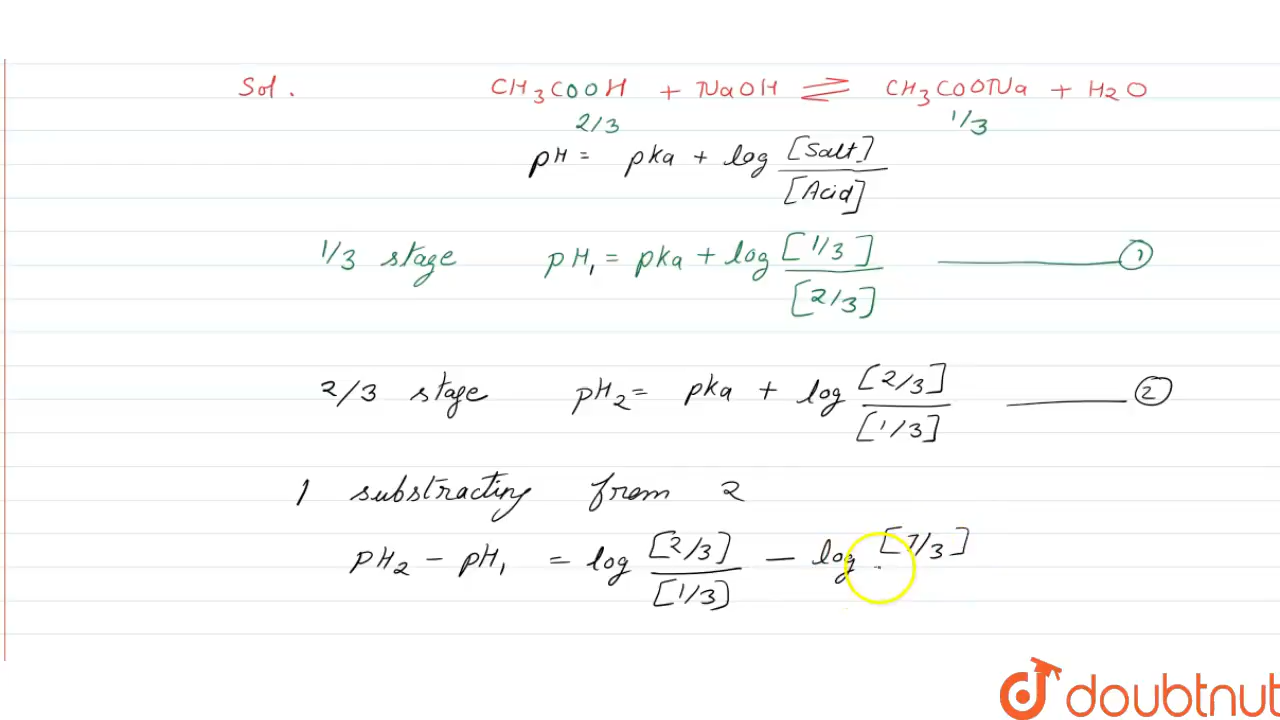 Sol. CH3COOH + NaOH ⇌ CH3COONa + H2O
2/3 1/3
pH = pka + log [Salt]/[Acid]
1/3 stage pH1 = pka + log [1/3]/[2/3] ——— ①
2/3 stage pH2 = pka + log [2/3]/[1/3] ——— ②
1 substracting from 2
pH2 - pH1 = log [2/3]/[1/3] - log [1/3]
doubtnut